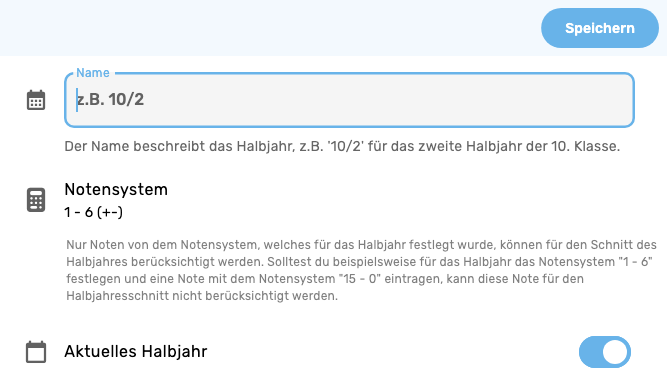 Speichern
Name
z.B. 10/2
Der Name beschreibt das Halbjahr, z.B. '10/2' für das zweite Halbjahr der 10. Klasse.
Notensystem
1 - 6 (+-)
Nur Noten von dem Notensystem, welches für das Halbjahr festlegt wurde, können für den Schnitt des
Halbjahres berücksichtigt werden. Solltest du beispielsweise für das Halbjahr das Notensystem "1 - 6"
festlegen und eine Note mit dem Notensystem "15 - 0" eintragen, kann diese Note für den
Halbjahresschnitt nicht berücksichtigt werden.
Aktuelles Halbjahr